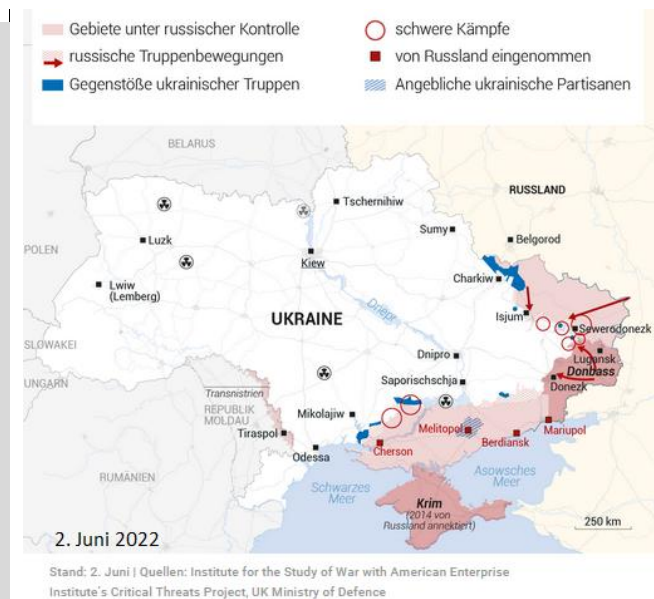 Gebiete unter russischer Kontrolle
russische Truppenbewegungen
Gegenstöße ukrainischer Truppen
schwere Kämpfe
von Russland eingenommen
Angebliche ukrainische Partisanen
BELARUS
RUSSLAND
Tschernihiw
Sumy
Belgorod
POLEN
Luzk
Kiew
Charkiw
Lwiw
(Lemberg)
Dnipr
Isjum
UKRAINE
Sewerodonezk
SLOWAKEI
Lugansk
Dnipro
Donbass
UNGARN
Donezk
Transnistrien
Saporischschja
REPUBLIK
MOLDAU
Mikolajiw
Melitopol
Mariupol
Tiraspol
Berdiansk
Cherson
Odessa
RUMÄNIEN
Schwarzes
Meer
Asowsches
Meer
Krim
(2014 von
Russland annektiert)
250 km
2. Juni 2022
Stand: 2. Juni | Quellen: Institute for the Study of War with American Enterprise
Institute`s Critical Threats Project, UK Ministry of Defence